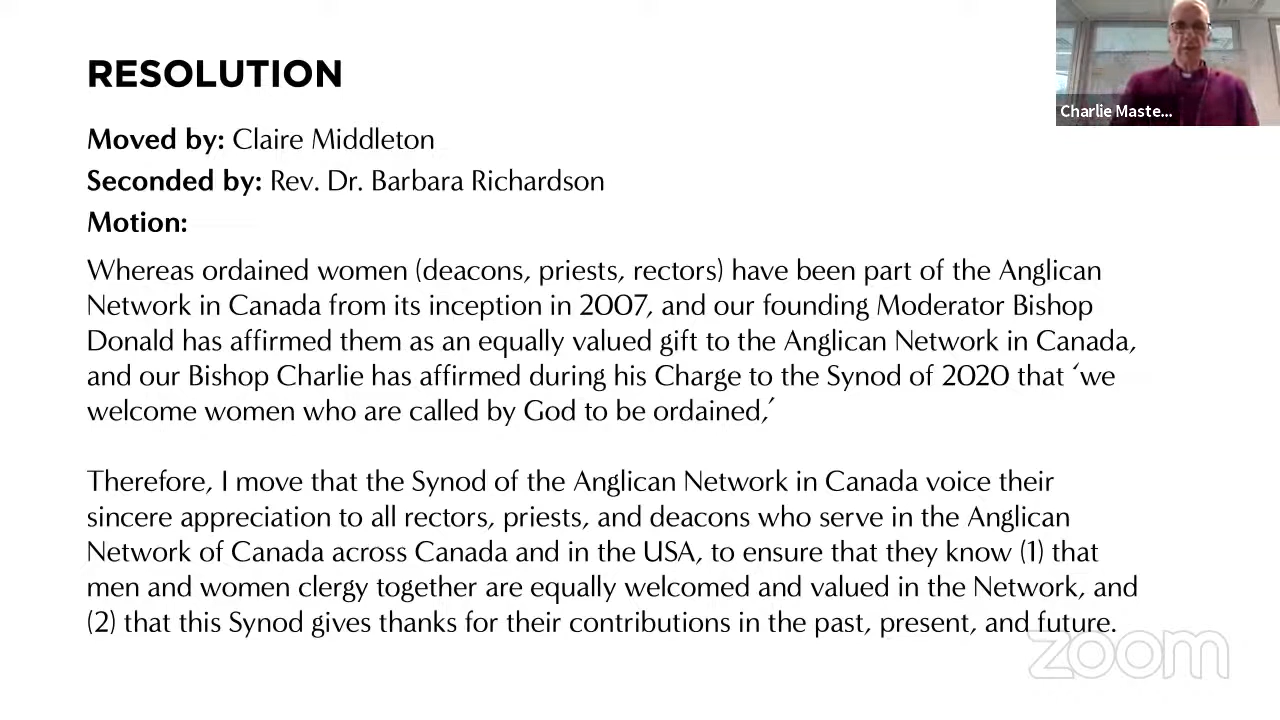 RESOLUTION
Charlie Maste...
Moved by: Claire Middleton
Seconded by: Rev. Dr. Barbara Richardson
Motion:
Whereas ordained women (deacons, priests, rectors) have been part of the Anglican
Network in Canada from its inception in 2007, and our founding Moderator Bishop
Donald has affirmed them as an equally valued gift to the Anglican Network in Canada,
and our Bishop Charlie has affirmed during his Charge to the Synod of 2020 that ‘we
welcome women who are called by God to be ordained,’
Therefore, I move that the Synod of the Anglican Network in Canada voice their
sincere appreciation to all rectors, priests, and deacons who serve in the Anglican
Network of Canada across Canada and in the USA, to ensure that they know (1) that
men and women clergy together are equally welcomed and valued in the Network, and
(2) that this Synod gives thanks for their contributions in the past, present, and future.
zoom